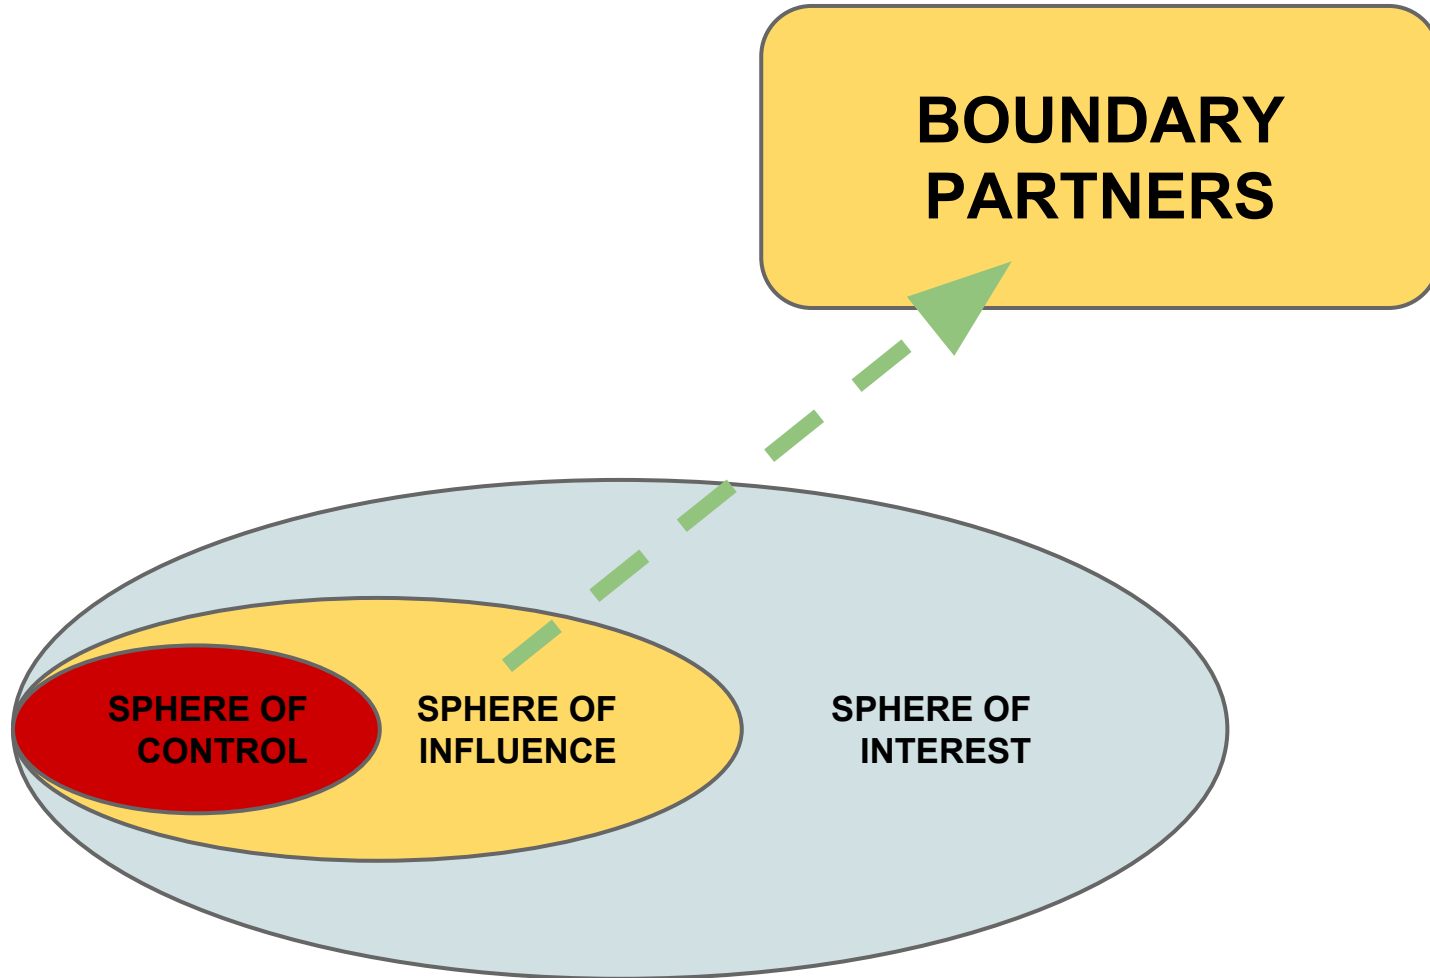 BOUNDARY
PARTNERS
SPHERE OF
CONTROL
SPHERE OF
INFLUENCE
SPHERE OF
INTEREST